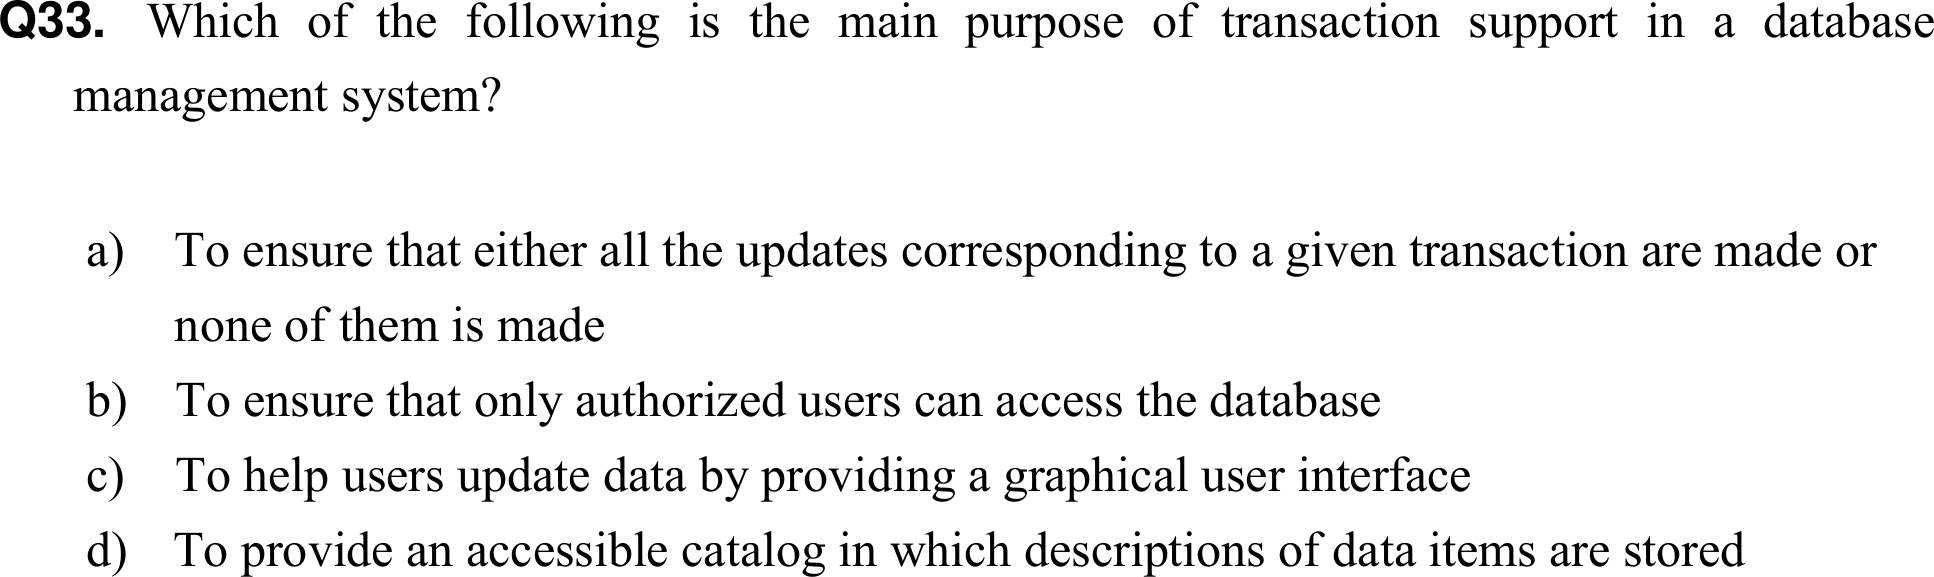 Q33. Which of the following is the main purpose of transaction support in a database
management system?
a) To ensure that either all the updates corresponding to a given transaction are made or
none of them is made
b) To ensure that only authorized users can access the database
c) To help users update data by providing a graphical user interface
d) To provide an accessible catalog in which descriptions of data items are stored